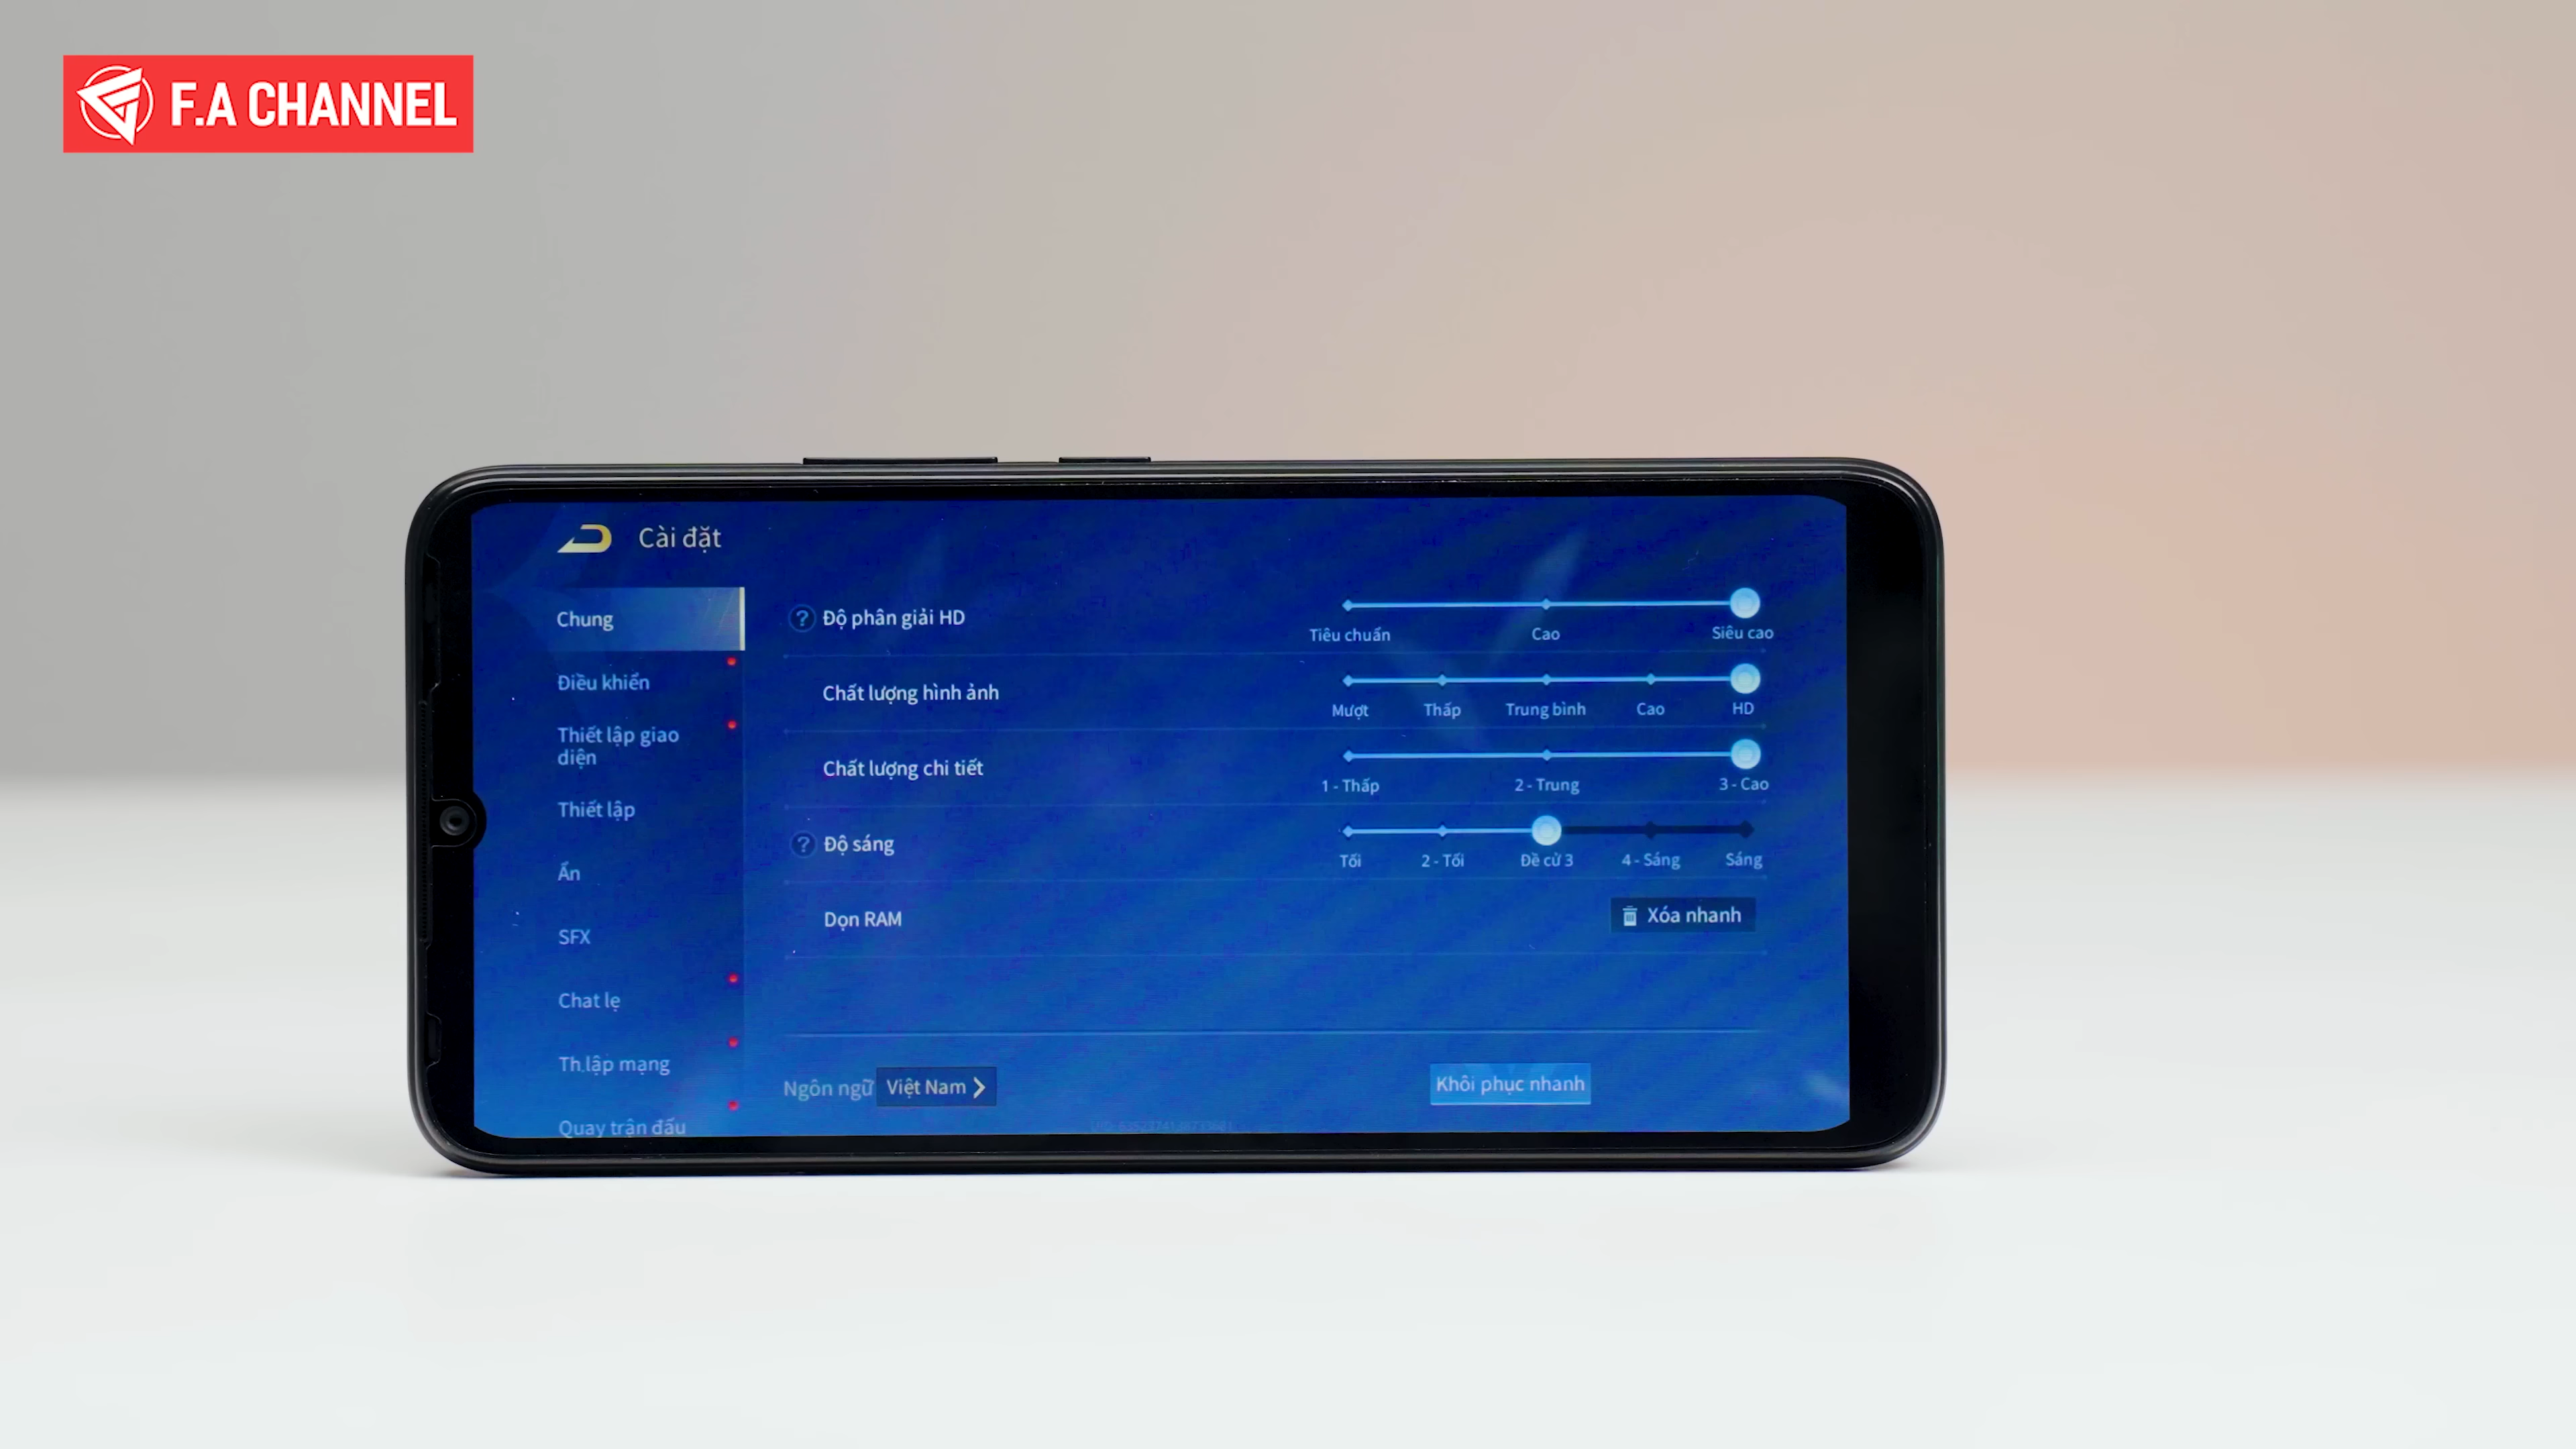 F.A CHANNEL
Cài đặt
Chung
Điều khiển
Thiết lập giao
diện
Thiết lập
Ẩn
SFX
Chat lẹ
Th.lập mạng
Quay trận đấu
? Độ phân giải HD
Tiêu chuẩn Cao Siêu cao
Chất lượng hình ảnh
Mượt Thấp Trung bình Cao HD
Chất lượng chi tiết
1 - Thấp 2 - Trung 3 - Cao
? Độ sáng
Tối 2 - Tối Đề cử 3 4 - Sáng Sáng
Dọn RAM
Xóa nhanh
Ngôn ngữ Việt Nam >
Khôi phục nhanh